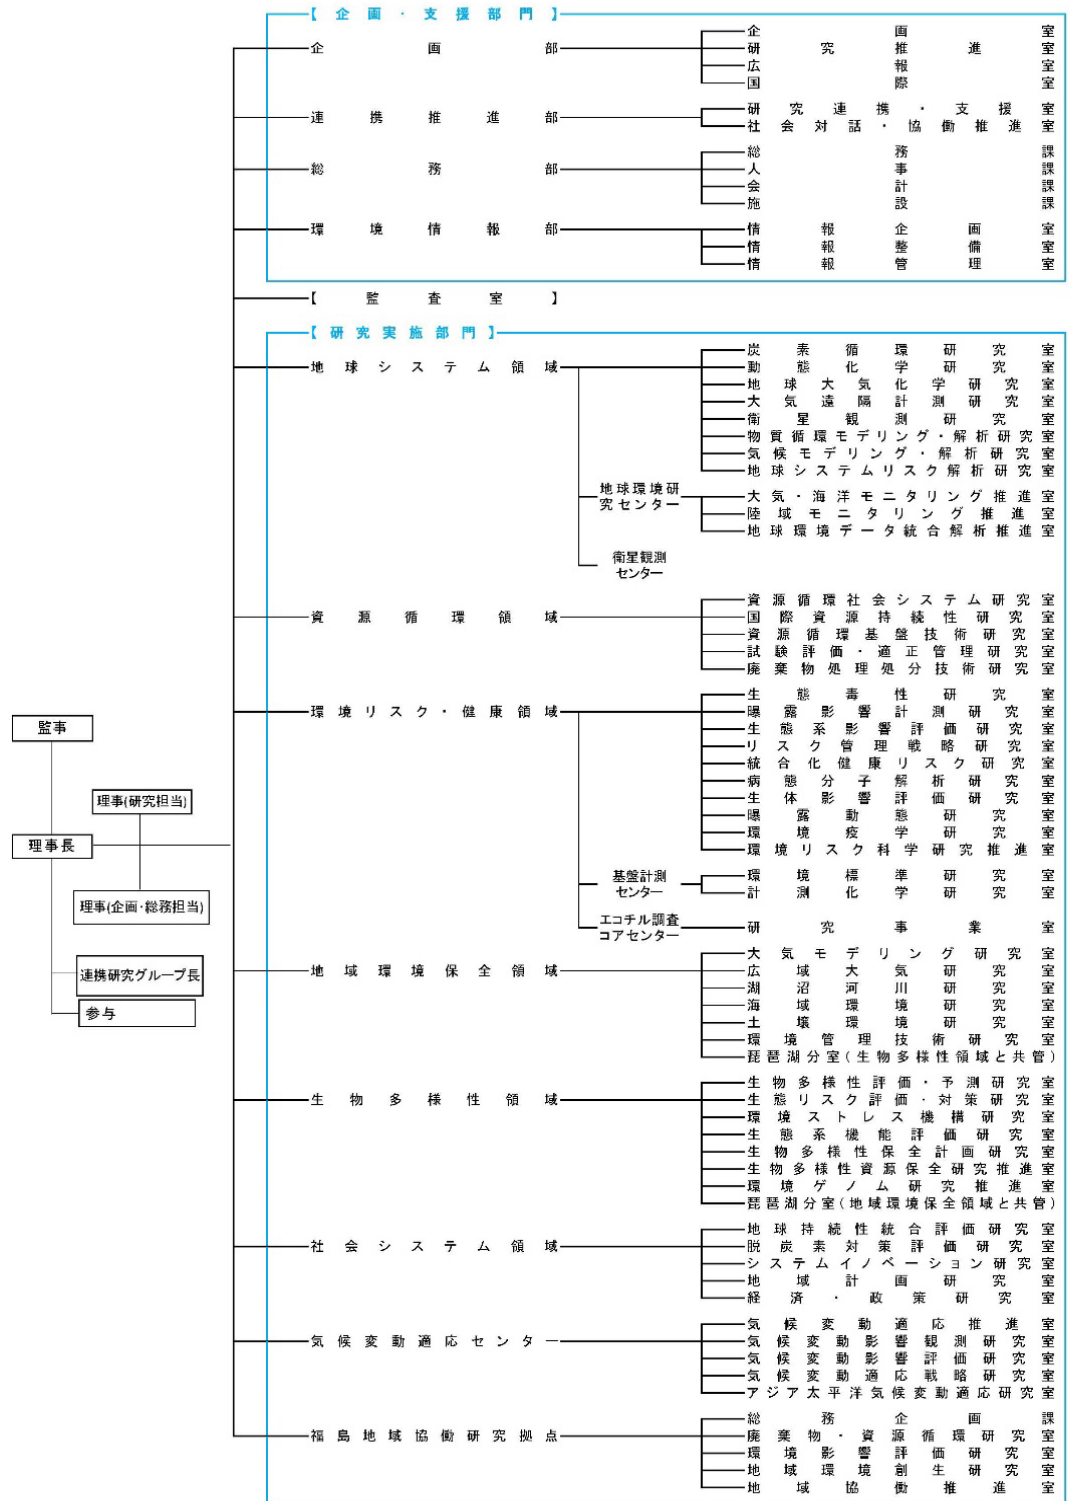 【企画・支援部門】
企画部
企画室
研究推進室
広報室
国際室
連携推進部
研究連携・支援室
社会対話・協働推進室
総務部
総務課
人事課
会計課
施設課
環境情報部
情報企画室
情報整備室
情報管理室
【監査室】
【研究実施部門】
地球システム領域
炭素循環研究室
動態化学研究室
地球大気化学研究室
大気遠隔計測研究室
衛星観測研究室
物質循環モデリング・解析研究室
気候モデリング・解析研究室
地球システムリスク解析研究室
地球環境研
究センター
大気・海洋モニタリング推進室
陸域モニタリング推進室
地球環境データ統合解析推進室
衛星観測
センター
資源循環領域
資源循環社会システム研究室
国際資源持続性研究室
資源循環基盤技術研究室
試験評価・適正管理研究室
廃棄物処理処分技術研究室
環境リスク・健康領域
生態毒性研究室
曝露影響計測研究室
生態系影響評価研究室
リスク管理戦略研究室
統合化健康リスク研究室
病態分子解析研究室
生体影響評価研究室
曝露動態研究室
環境疫学研究室
環境リスク科学研究推進室
基盤計測
センター
環境標準研究室
計測化学研究室
エコチル調査
コアセンター
研究事業室
監事
理事(研究担当)
理事長
理事(企画・総務担当)
連携研究グループ長
参与
地域環境保全領域
大気モデリング研究室
広域大気研究室
湖沼河川研究室
海域環境研究室
土壌環境研究室
環境管理技術研究室
琵琶湖分室(生物多様性領域と共管)
生物多様性領域
生物多様性評価・予測研究室
生態リスク評価・対策研究室
環境ストレス機構研究室
生態系機能評価研究室
生物多様性保全計画研究室
生物多様性資源保全研究推進室
環境ゲノム研究推進室
琵琶湖分室(地域環境保全領域と共管)
社会システム領域
地球持続性統合評価研究室
脱炭素対策評価研究室
システムイノベーション研究室
地域計画研究室
経済・政策研究室
気候変動適応センター
気候変動適応推進室
気候変動影響観測研究室
気候変動影響評価研究室
気候変動適応戦略研究室
アジア太平洋気候変動適応研究室
福島地域協働研究拠点
総務企画課
廃棄物・資源循環研究室
環境影響評価研究室
地域環境創生研究室
地域協働推進室